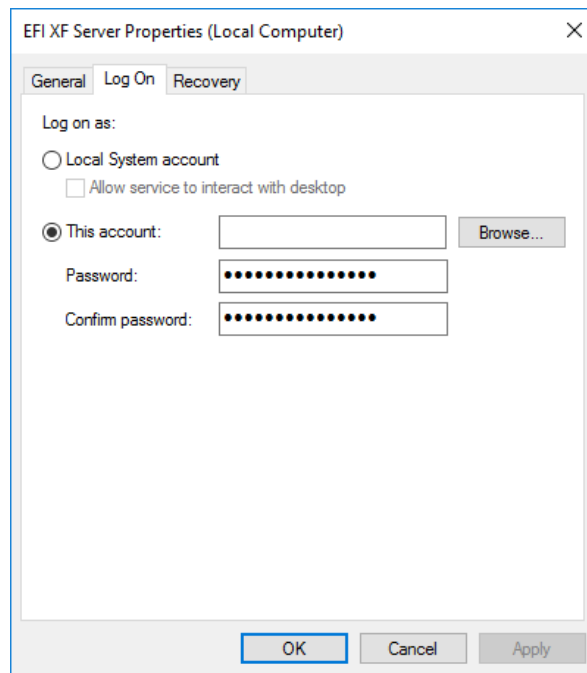 EFI XF Server Properties (Local Computer)
General Log On Recovery
Log on as:
Local System account
Allow service to interact with desktop
This account: Browse...
Password: •••••••••••••••
Confirm password: •••••••••••••••
OK Cancel Apply